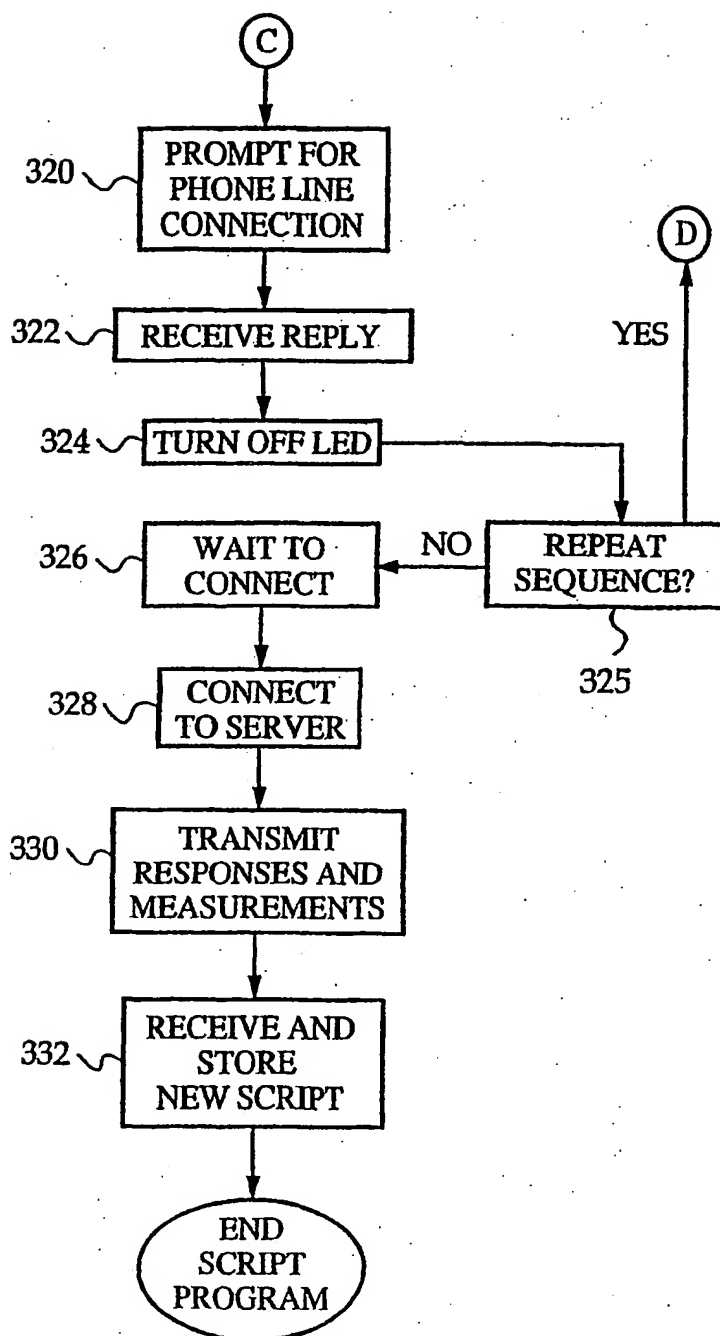 C
320
PROMPT FOR
PHONE LINE
CONNECTION
D
322
RECEIVE REPLY
YES
324
TURN OFF LED
326
WAIT TO
CONNECT
NO
REPEAT
SEQUENCE?
325
328
CONNECT
TO SERVER
330
TRANSMIT
RESPONSES AND
MEASUREMENTS
332
RECEIVE AND
STORE
NEW SCRIPT
END
SCRIPT
PROGRAM